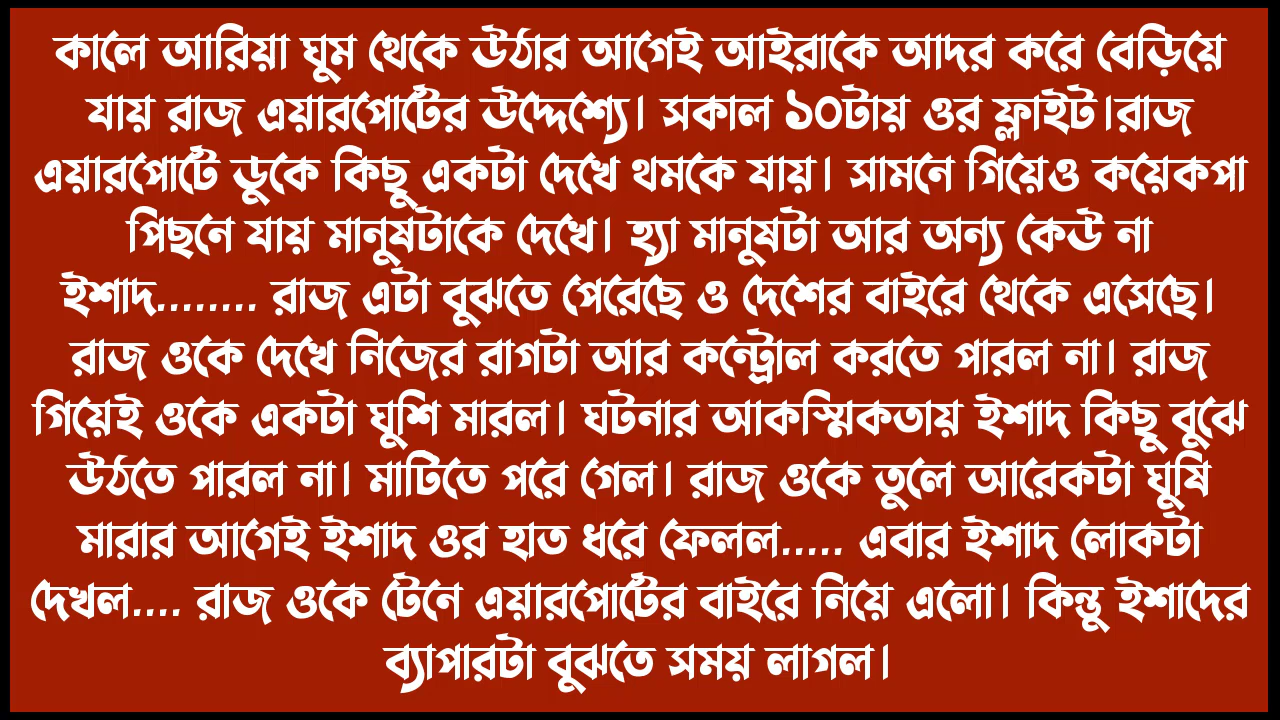 কালে আরিয়া ঘুম থেকে উঠার আগেই আইরাকে আদর করে বেড়িয়ে
যায় রাজ এয়ারপোর্টের উদ্দেশ্যে। সকাল ১০টায় ওর ফ্লাইট।রাজ
এয়ারপোর্টে ডুকে কিছু একটা দেখে থমকে যায়। সামনে গিয়েও কয়েকপা
পিছনে যায় মানুষটাকে দেখে। হ্যা মানুষটা আর অন্য কেউ না
ইশাদ........ রাজ এটা বুঝতে পেরেছে ও দেশের বাইরে থেকে এসেছে।
রাজ ওকে দেখে নিজের রাগটা আর কন্ট্রোল করতে পারল না। রাজ
গিয়েই ওকে একটা ঘুশি মারল। ঘটনার আকস্মিকতায় ইশাদ কিছু বুঝে
উঠতে পারল না। মাটিতে পরে গেল। রাজ ওকে তুলে আরেকটা ঘুষি
মারার আগেই ইশাদ ওর হাত ধরে ফেলল..... এবার ইশাদ লোকটা
দেখল.... রাজ ওকে টেনে এয়ারপোর্টের বাইরে নিয়ে এলো। কিন্তু ইশাদের
ব্যাপারটা বুঝতে সময় লাগল।